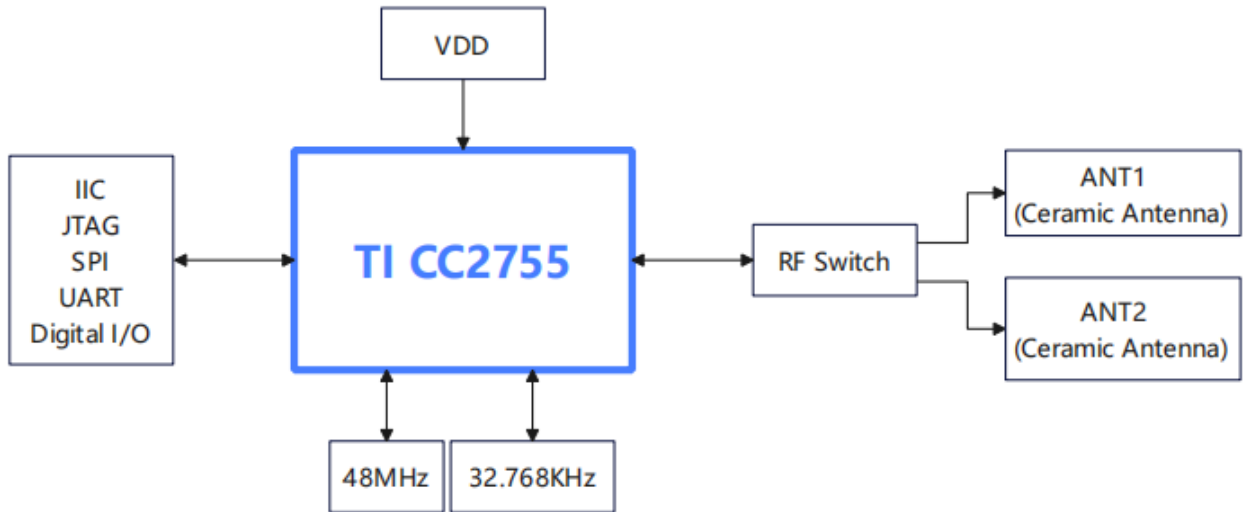 VDD
IIC
JTAG
SPI
UART
Digital I/O
TI CC2755
RF Switch
ANT1
(Ceramic Antenna)
ANT2
(Ceramic Antenna)
48MHz
32.768KHz